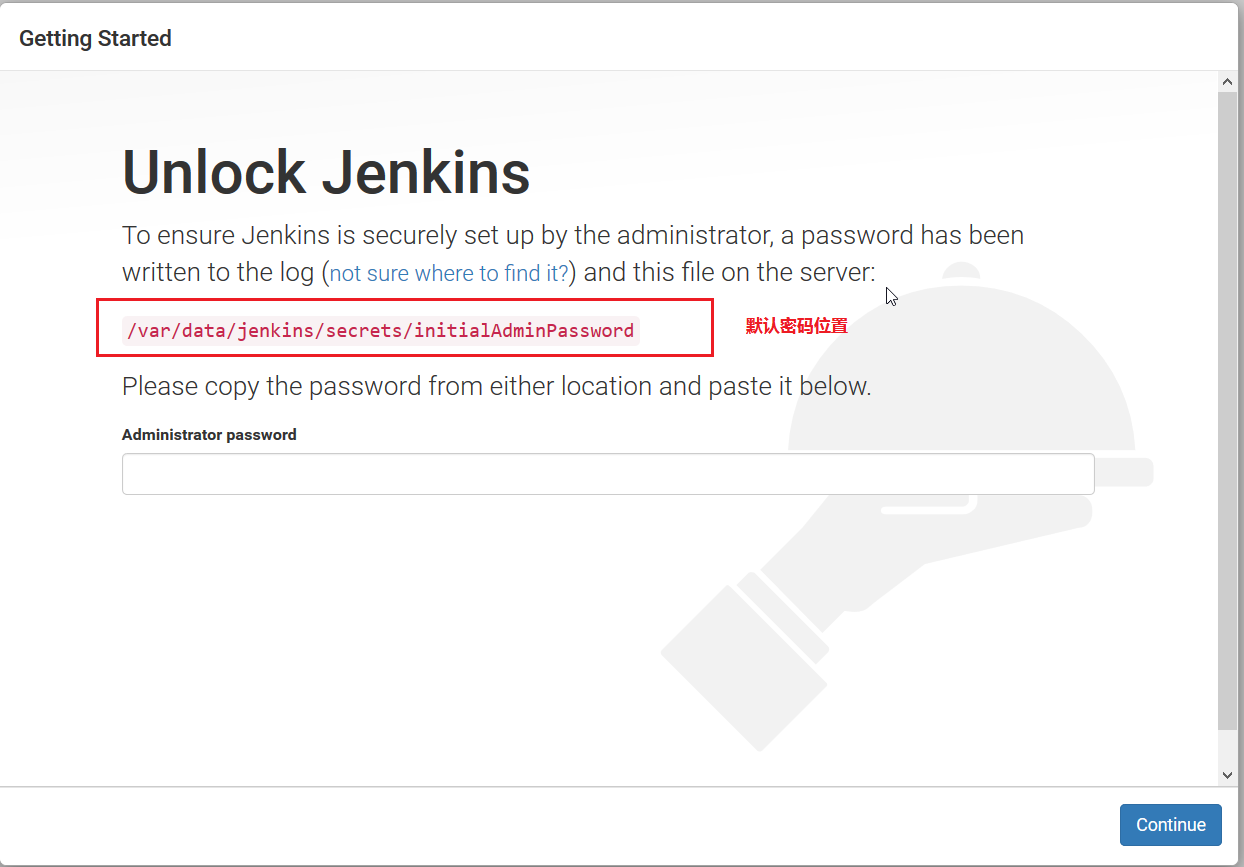 Getting Started
Unlock Jenkins
To ensure Jenkins is securely set up by the administrator, a password has been
written to the log (not sure where to find it?) and this file on the server:
/var/data/jenkins/secrets/initialAdminPassword
默认密码位置
Please copy the password from either location and paste it below.
Administrator password
Continue